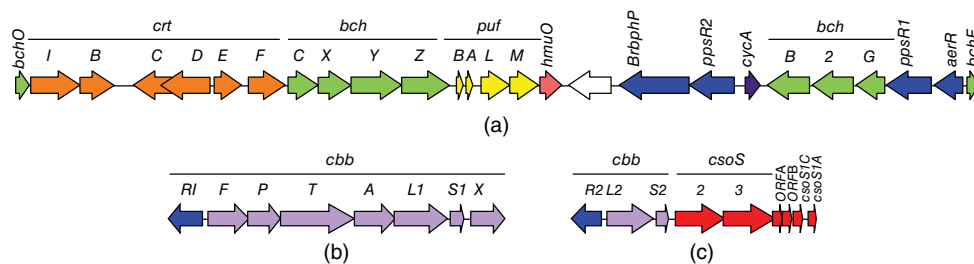 crt bch puf bch
bchO I B C D E F C X Y Z B A L M hmuO BrbphP ppsR2 cycA B 2 G ppsR1 aerR bchF
(a)
cbb cbb csoS
RI F P T A L1 S1 X R2 L2 S2 2 3 ORFA ORFB csoS1C csoS1A
(b) (c)